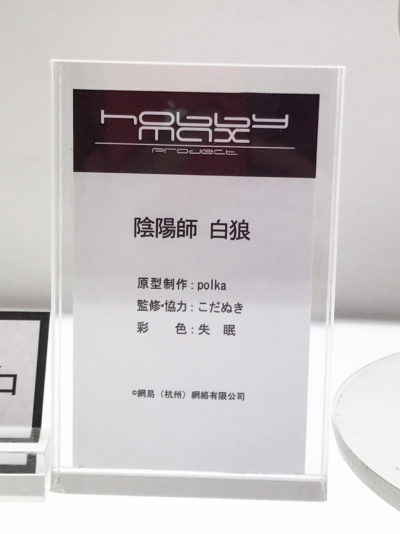 hobby
max
project
陰陽師 白狼
原型制作：polka
監修・協力：こだぬき
彩　色：失　眠
©網易（杭州）網絡有限公司